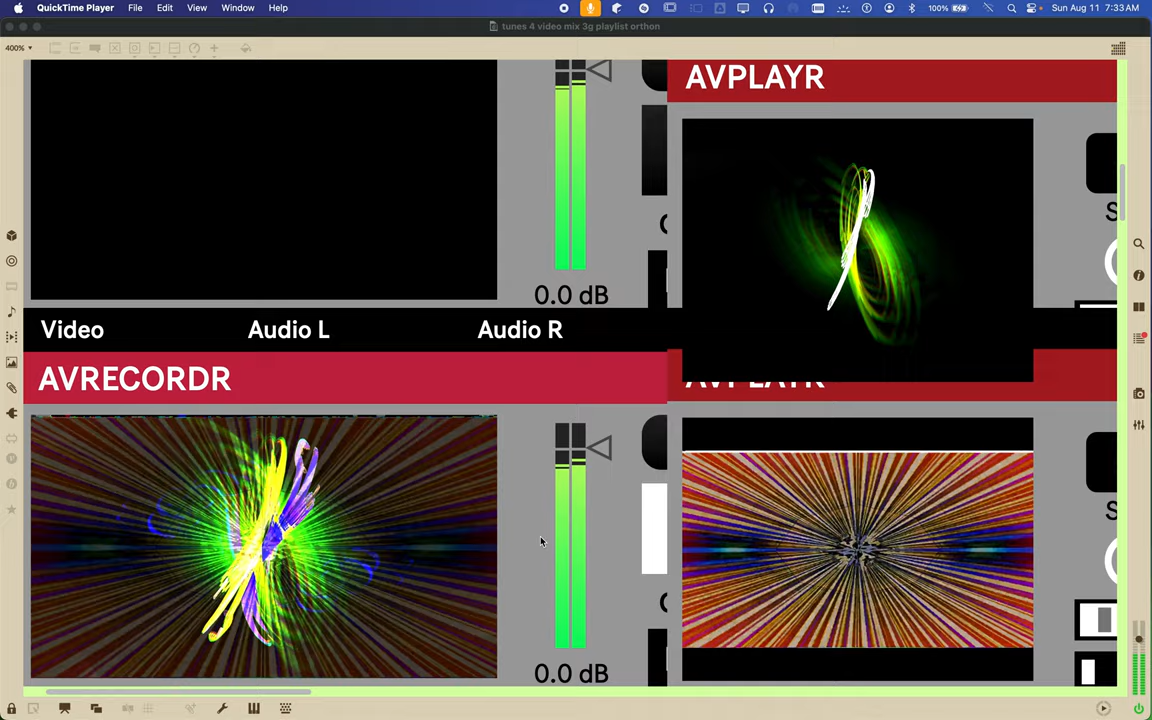 QuickTime Player File Edit View Window Help 100% Sun Aug 11 7:33 AM
tunes 4 video mix 3g playlist orthon
400%
AVPLAYR
0.0 dB
Video Audio L Audio R
AVRECORDR
AVPLAYR
0.0 dB